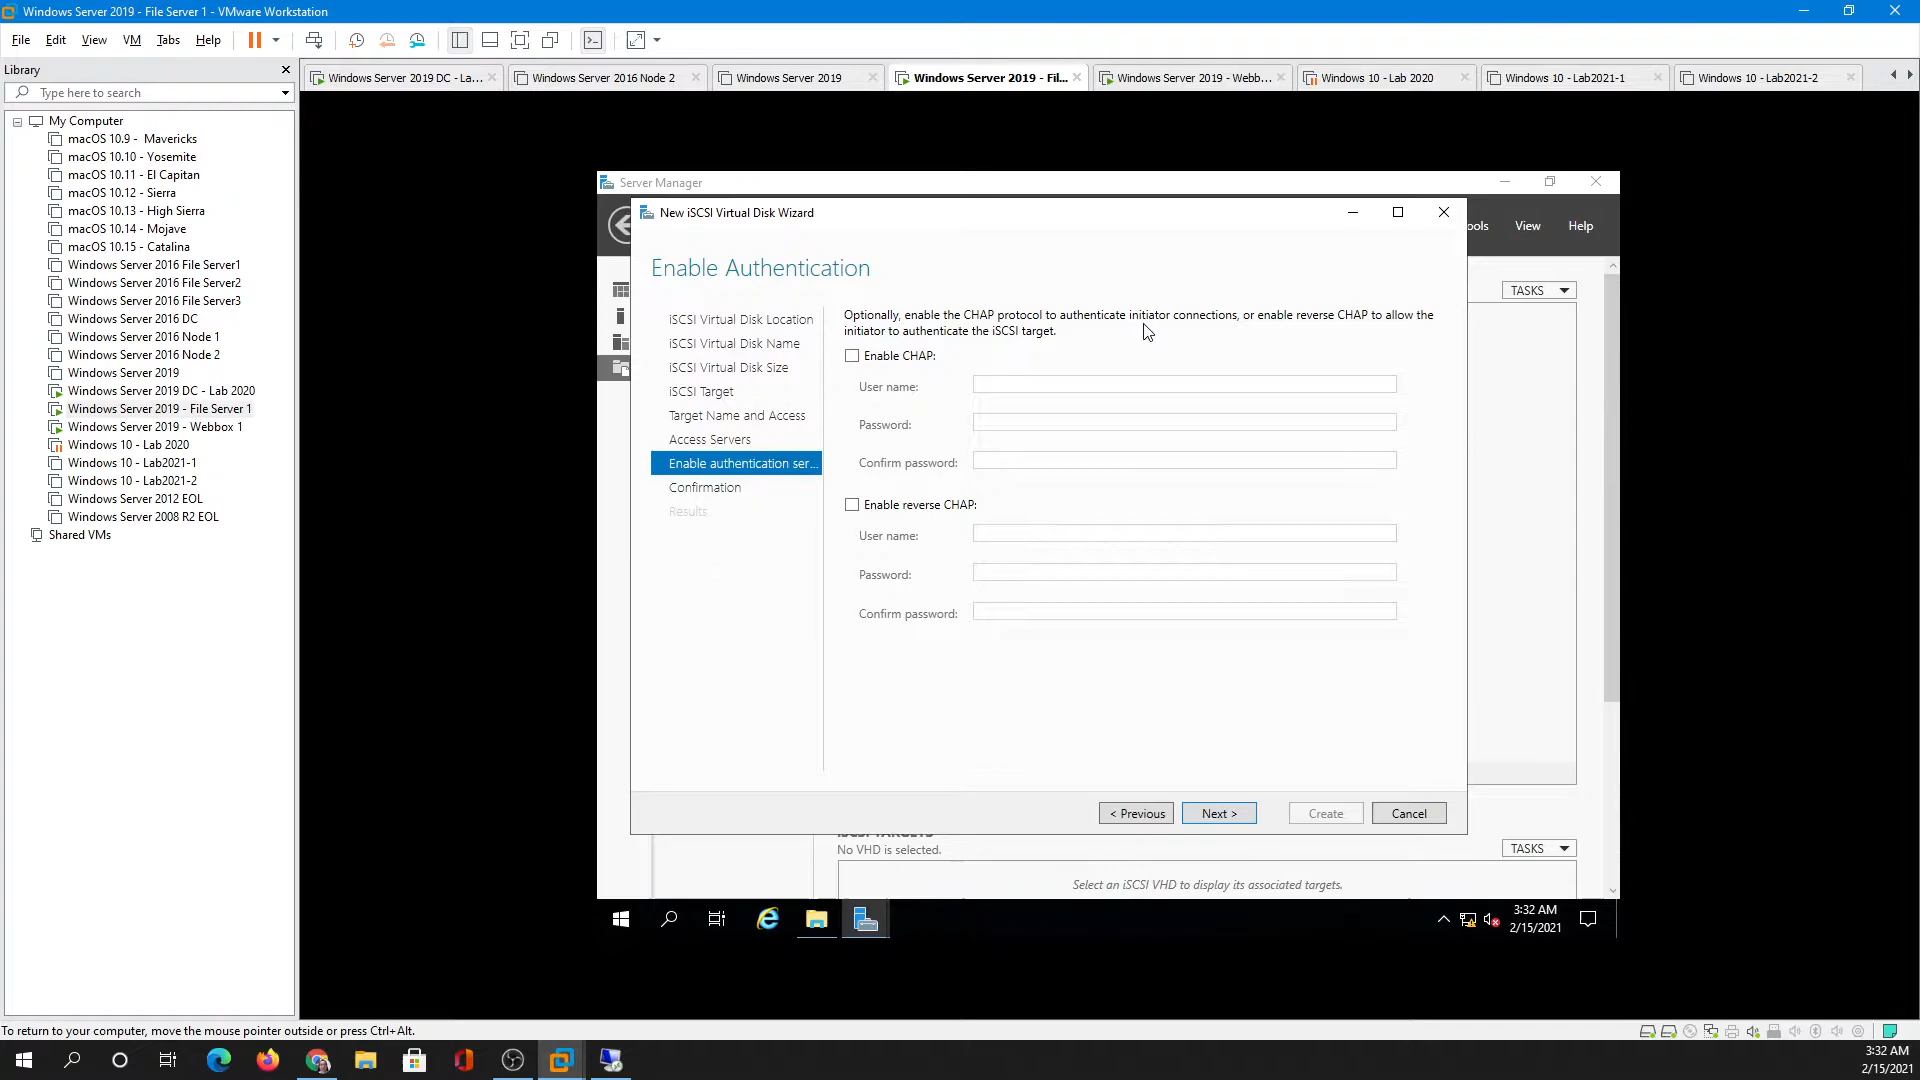 Windows Server 2019 - File Server 1 - VMware Workstation
File Edit View VM Tabs Help
Library
Type here to search
Windows Server 2019 DC - La...
Windows Server 2016 Node 2
Windows Server 2019
Windows Server 2019 - Fil...
Windows Server 2019 - Webb...
Windows 10 - Lab 2020
Windows 10 - Lab2021-1
Windows 10 - Lab2021-2
My Computer
macOS 10.9 - Mavericks
macOS 10.10 - Yosemite
macOS 10.11 - El Capitan
macOS 10.12 - Sierra
macOS 10.13 - High Sierra
macOS 10.14 - Mojave
macOS 10.15 - Catalina
Windows Server 2016 File Server1
Windows Server 2016 File Server2
Windows Server 2016 File Server3
Windows Server 2016 DC
Windows Server 2016 Node 1
Windows Server 2016 Node 2
Windows Server 2019
Windows Server 2019 DC - Lab 2020
Windows Server 2019 - File Server 1
Windows Server 2019 - Webbox 1
Windows 10 - Lab 2020
Windows 10 - Lab2021-1
Windows 10 - Lab2021-2
Windows Server 2012 EOL
Windows Server 2008 R2 EOL
Shared VMs
Server Manager
ools View Help
TASKS
New iSCSI Virtual Disk Wizard
Enable Authentication
iSCSI Virtual Disk Location
iSCSI Virtual Disk Name
iSCSI Virtual Disk Size
iSCSI Target
Target Name and Access
Access Servers
Enable authentication ser...
Confirmation
Results
Optionally, enable the CHAP protocol to authenticate initiator connections, or enable reverse CHAP to allow the
initiator to authenticate the iSCSI target.
Enable CHAP:
User name:
Password:
Confirm password:
Enable reverse CHAP:
User name:
Password:
Confirm password:
< Previous Next > Create Cancel
No VHD is selected.
TASKS
Select an iSCSI VHD to display its associated targets.
3:32 AM
2/15/2021
To return to your computer, move the mouse pointer outside or press Ctrl+Alt.
3:32 AM
2/15/2021